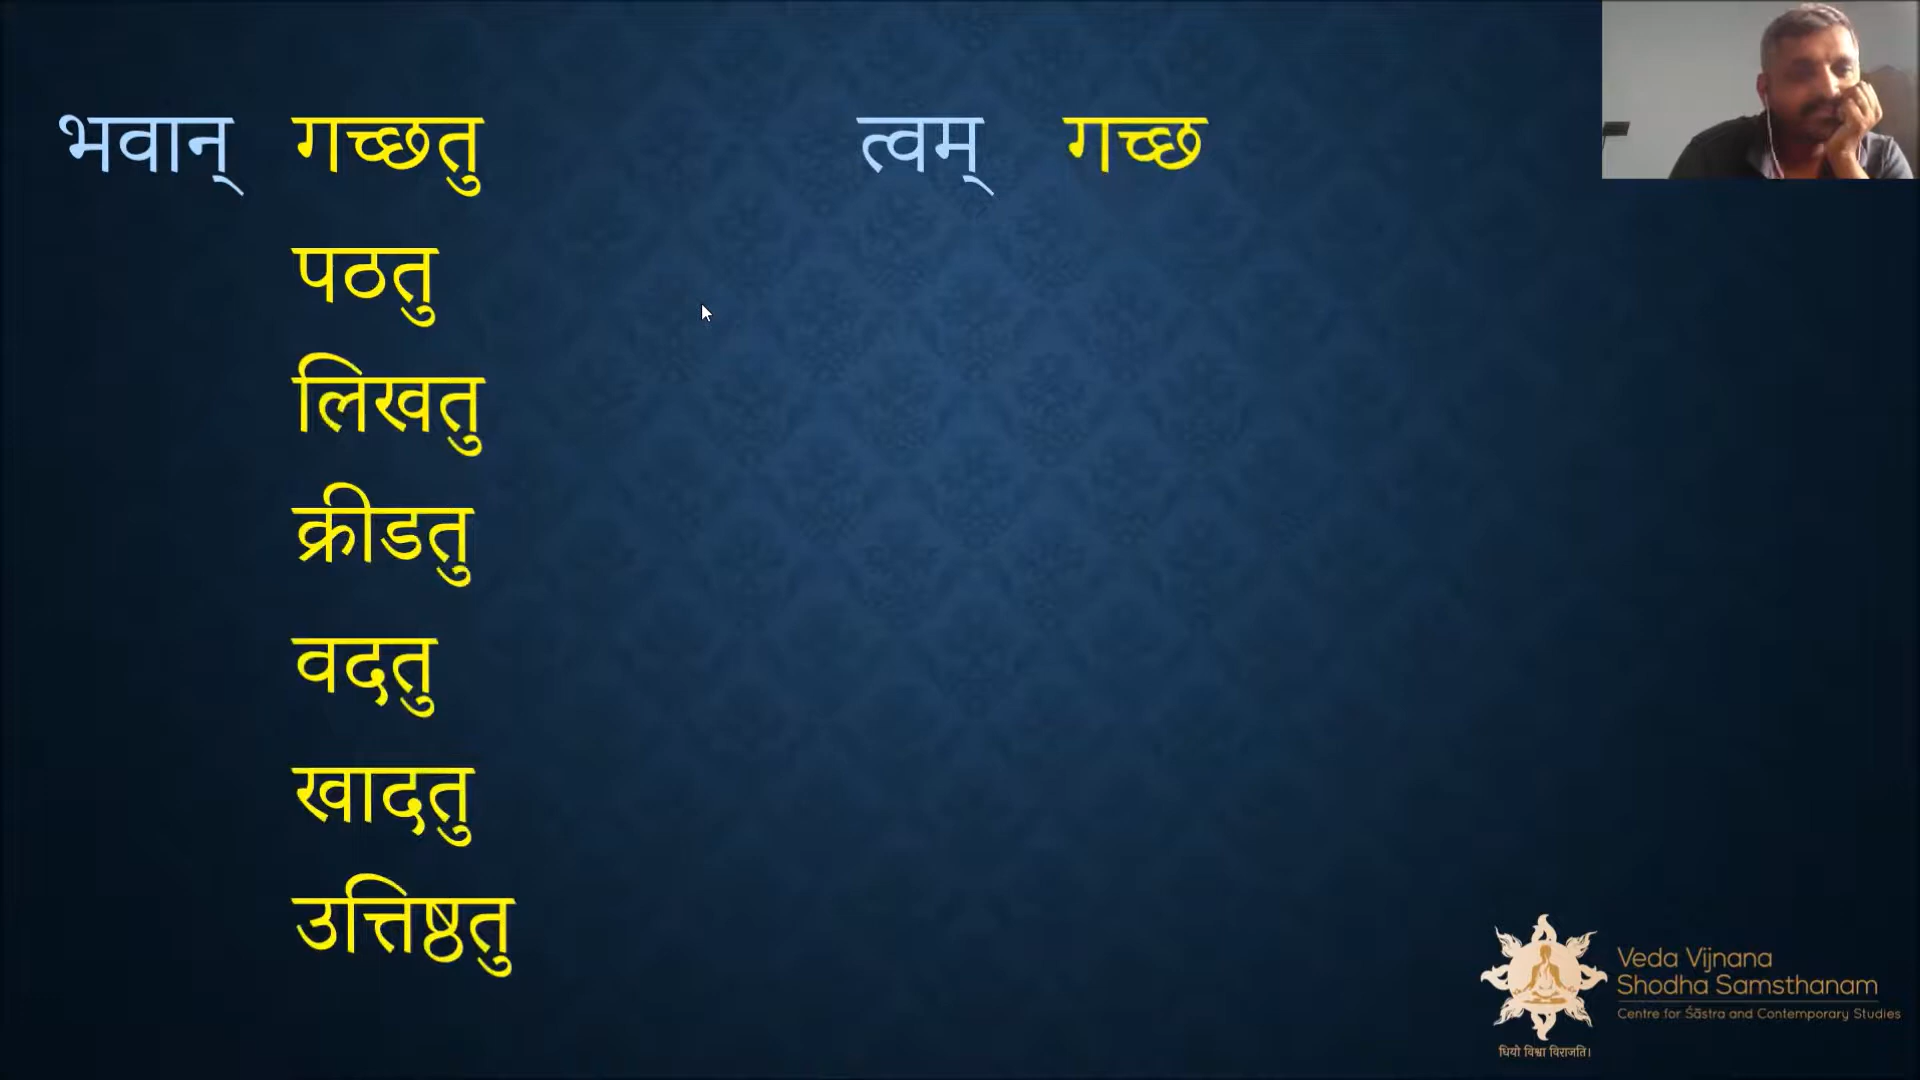 भवान् गच्छतु त्वम् गच्छ
पठतु
लिखतु
क्रीडतु
वदतु
खादतु
उत्तिष्ठतु
Veda Vijnana
Shodha Samsthanam
Centre for Śāstra and Contemporary Studies
धियो विश्वा विराजति।